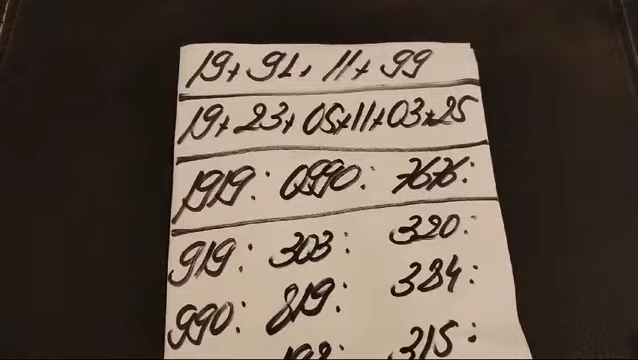 19+ 91+ 11+ 99
19+ 23+ 05+11+03+25
1919: 0990: 7676:
919: 303: 320:
990: 819: 384:
315: